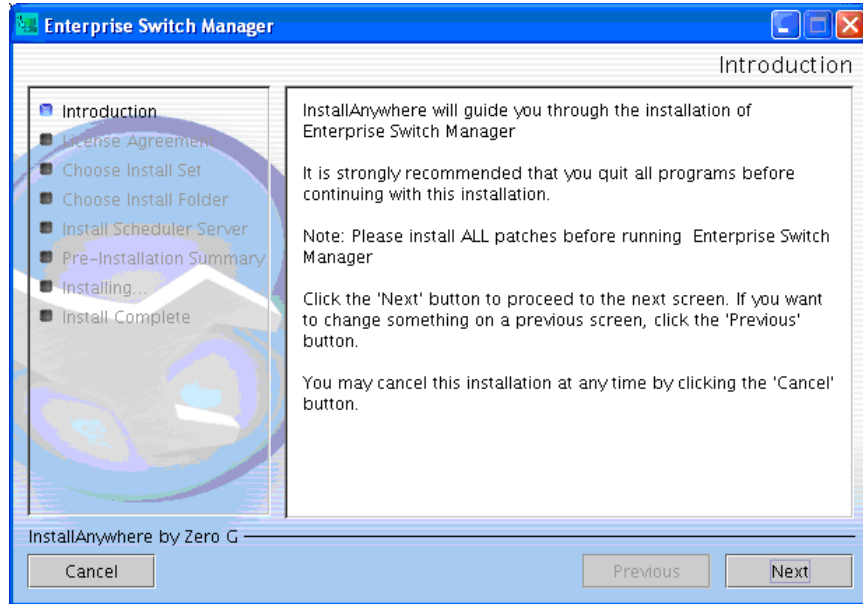 Enterprise Switch Manager
Introduction
Introduction
License Agreement
Choose Install Set
Choose Install Folder
Install Scheduler Server
Pre-Installation Summary
Installing...
Install Complete
InstallAnywhere will guide you through the installation of
Enterprise Switch Manager
It is strongly recommended that you quit all programs before
continuing with this installation.
Note: Please install ALL patches before running  Enterprise Switch
Manager
Click the 'Next' button to proceed to the next screen. If you want
to change something on a previous screen, click the 'Previous'
button.
You may cancel this installation at any time by clicking the 'Cancel'
button.
InstallAnywhere by Zero G
Cancel
Previous
Next